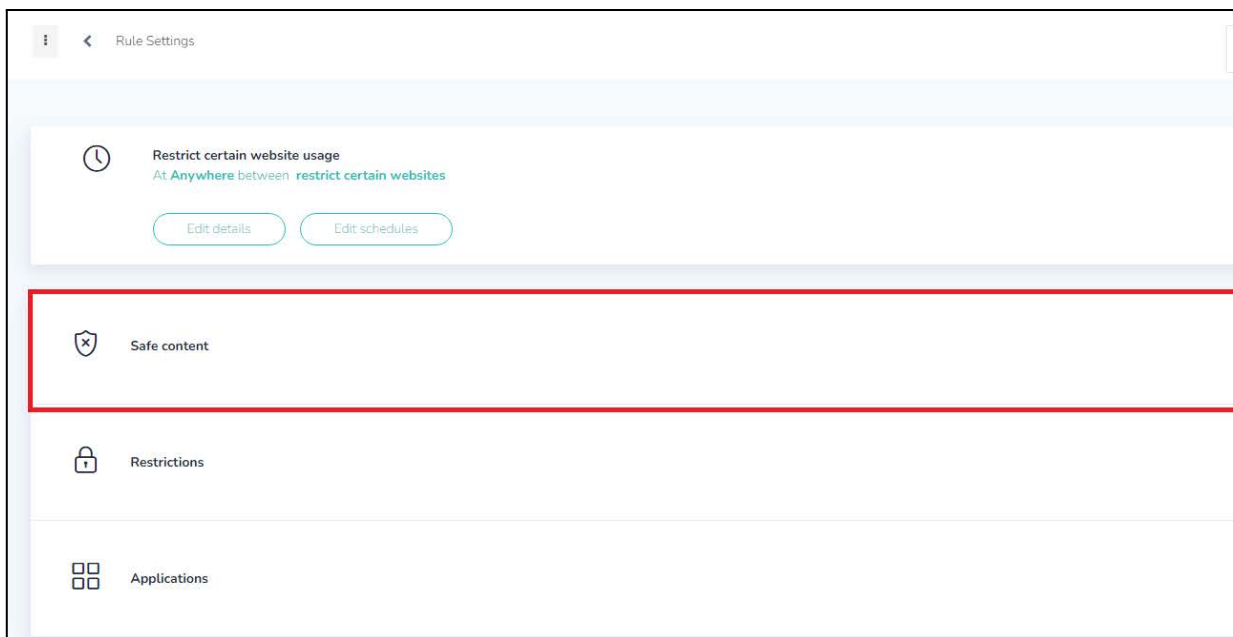 Rule Settings
Restrict certain website usage
At Anywhere between restrict certain websites
Edit details Edit schedules
Safe content
Restrictions
Applications